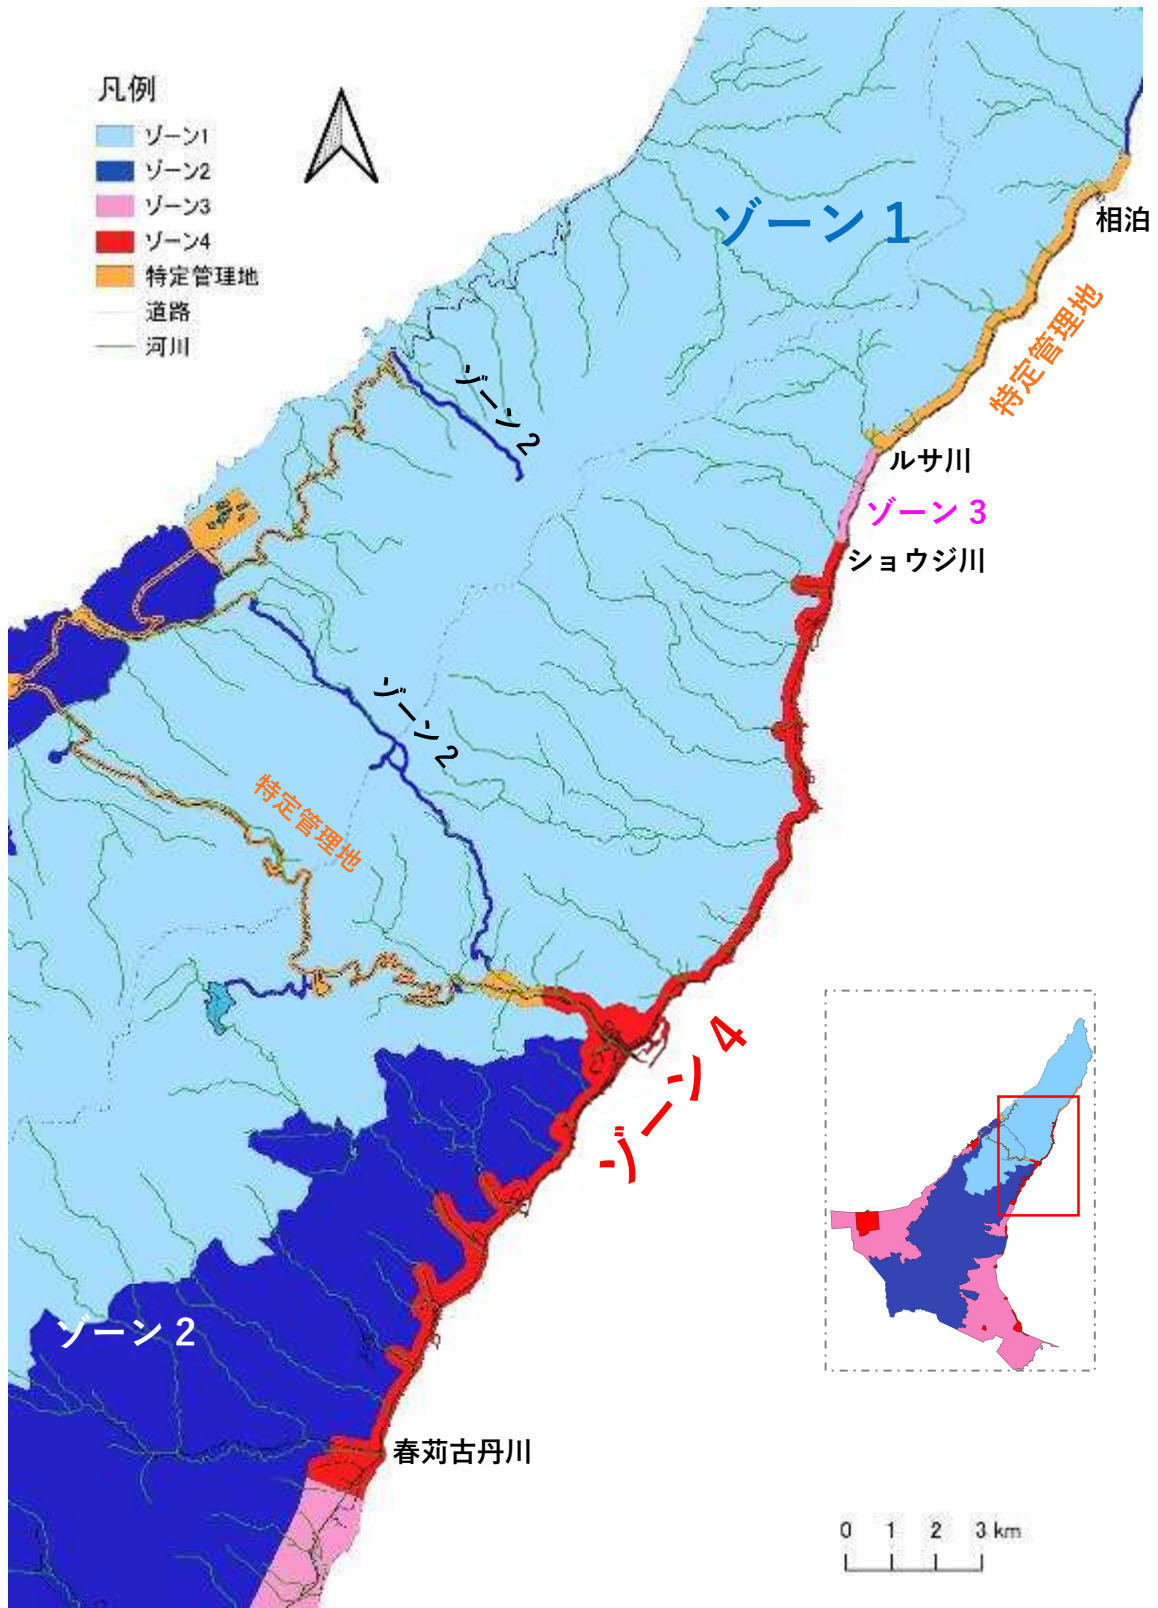 凡例
ゾーン1
ゾーン2
ゾーン3
ゾーン4
特定管理地
道路
河川
ゾーン 1
相泊
特定管理地
ゾーン 2
ルサ川
ゾーン 3
ショウジ川
ゾーン 2
特定管理地
ゾーン 4
ゾーン 2
春苅古丹川
0 1 2 3 km